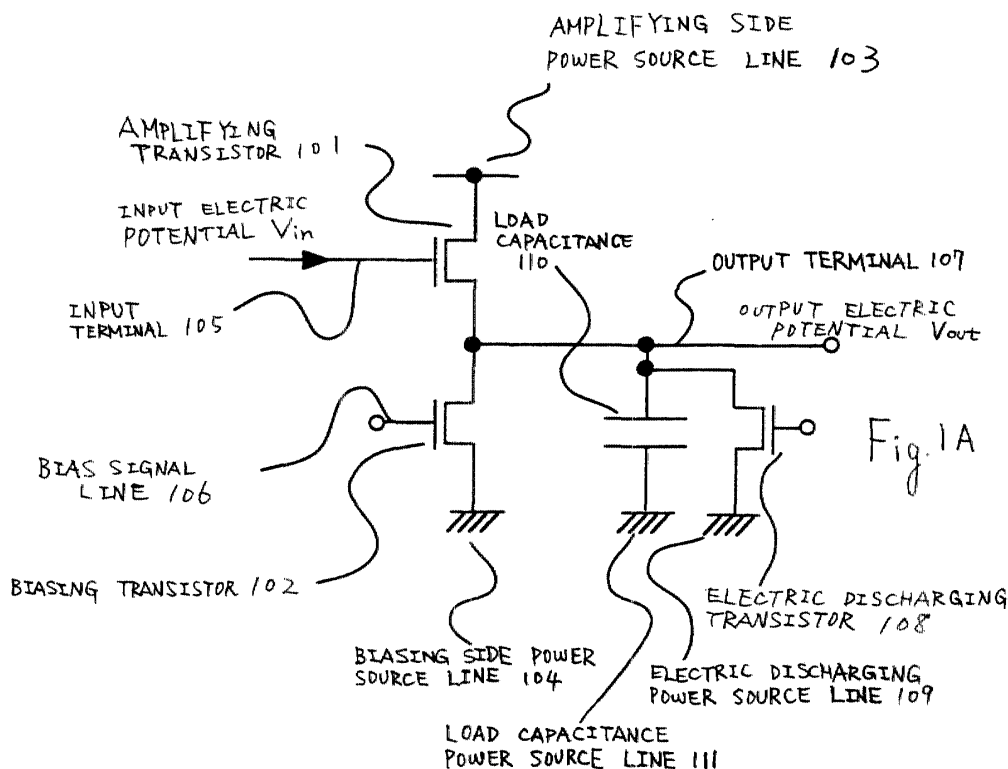 AMPLIFYING SIDE
POWER SOURCE LINE 103
AMPLIFYING
TRANSISTOR 101
INPUT ELECTRIC
POTENTIAL Vin
LOAD
CAPACITANCE
110
OUTPUT TERMINAL 107
INPUT
TERMINAL 105
OUTPUT ELECTRIC
POTENTIAL Vout
Fig. 1A
BIAS SIGNAL
LINE 106
BIASING TRANSISTOR 102
ELECTRIC DISCHARGING
TRANSISTOR 108
BIASING SIDE POWER
SOURCE LINE 104
ELECTRIC DISCHARGING
POWER SOURCE LINE 109
LOAD CAPACITANCE
POWER SOURCE LINE 111